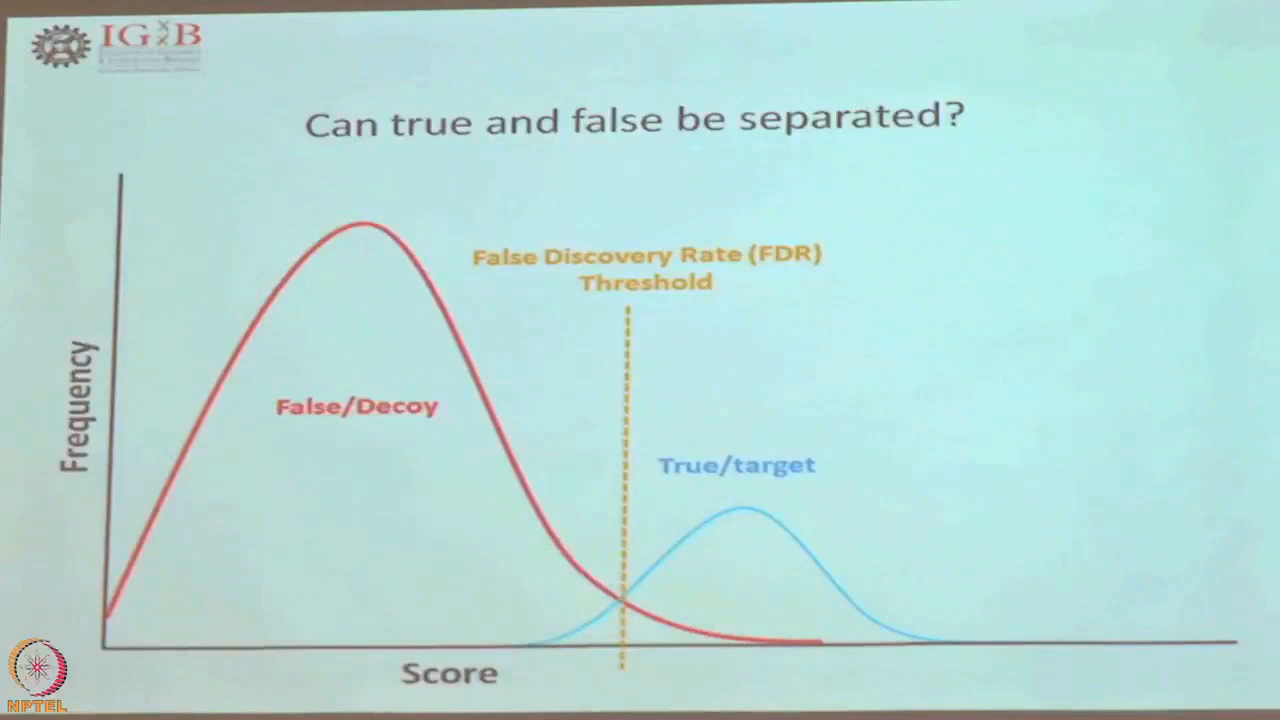 IGIB
Can true and false be separated?
False Discovery Rate (FDR)
Threshold
False/Decoy
True/target
Frequency
Score
NPTEL